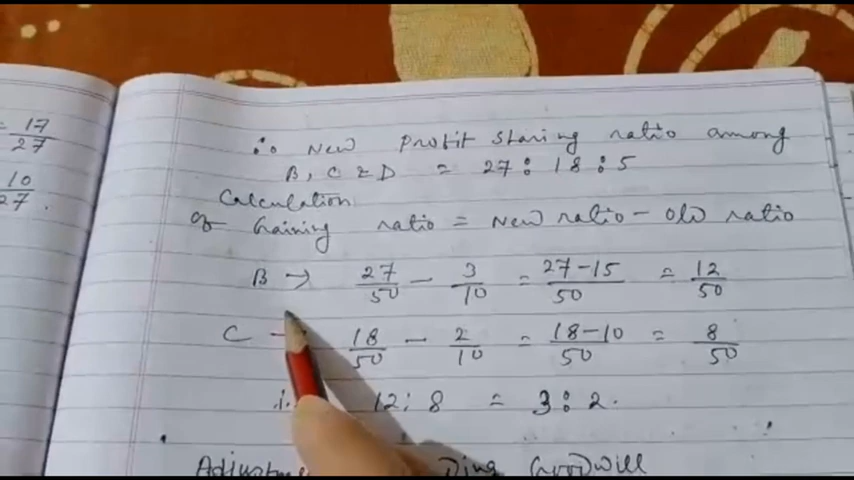 = 17/27
10/27.
∴ New profit sharing ratio among
B, C & D = 27 : 18 : 5
Calculation
of Gaining ratio = New ratio - Old ratio
B → 27/50 - 3/10 = 27-15/50 = 12/50
C 18/50 - 2/10 = 18-10/50 = 8/50
12 : 8 = 3 : 2.
Goodwill